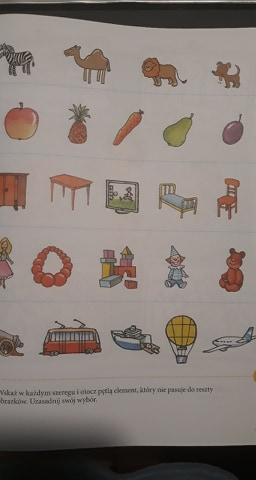 Wskaż w każdym szeregu i otocz pętlą element, który nie pasuje do reszty
obrazków. Uzasadnij swój wybór.